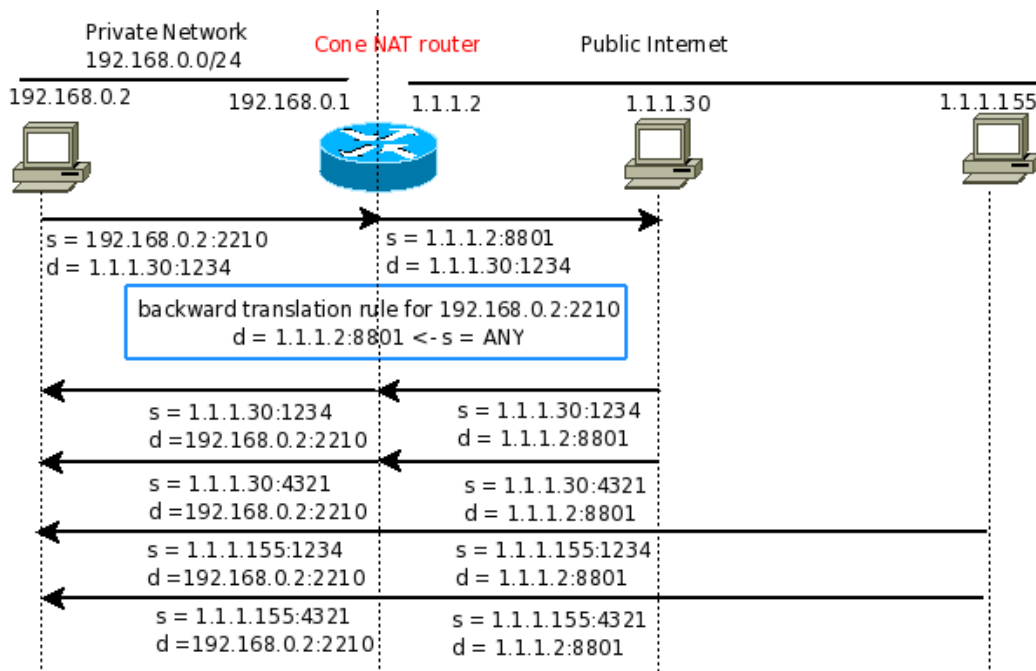 Private Network
192.168.0.0/24
Cone NAT router
Public Internet
192.168.0.2
192.168.0.1
1.1.1.2
1.1.1.30
1.1.1.155
s = 192.168.0.2:2210
d = 1.1.1.30:1234
s = 1.1.1.2:8801
d = 1.1.1.30:1234
backward translation rule for 192.168.0.2:2210
d = 1.1.1.2:8801 <- s = ANY
s = 1.1.1.30:1234
d =192.168.0.2:2210
s = 1.1.1.30:1234
d = 1.1.1.2:8801
s = 1.1.1.30:4321
d =192.168.0.2:2210
s = 1.1.1.30:4321
d = 1.1.1.2:8801
s = 1.1.1.155:1234
d =192.168.0.2:2210
s = 1.1.1.155:1234
d = 1.1.1.2:8801
s = 1.1.1.155:4321
d =192.168.0.2:2210
s = 1.1.1.155:4321
d = 1.1.1.2:8801